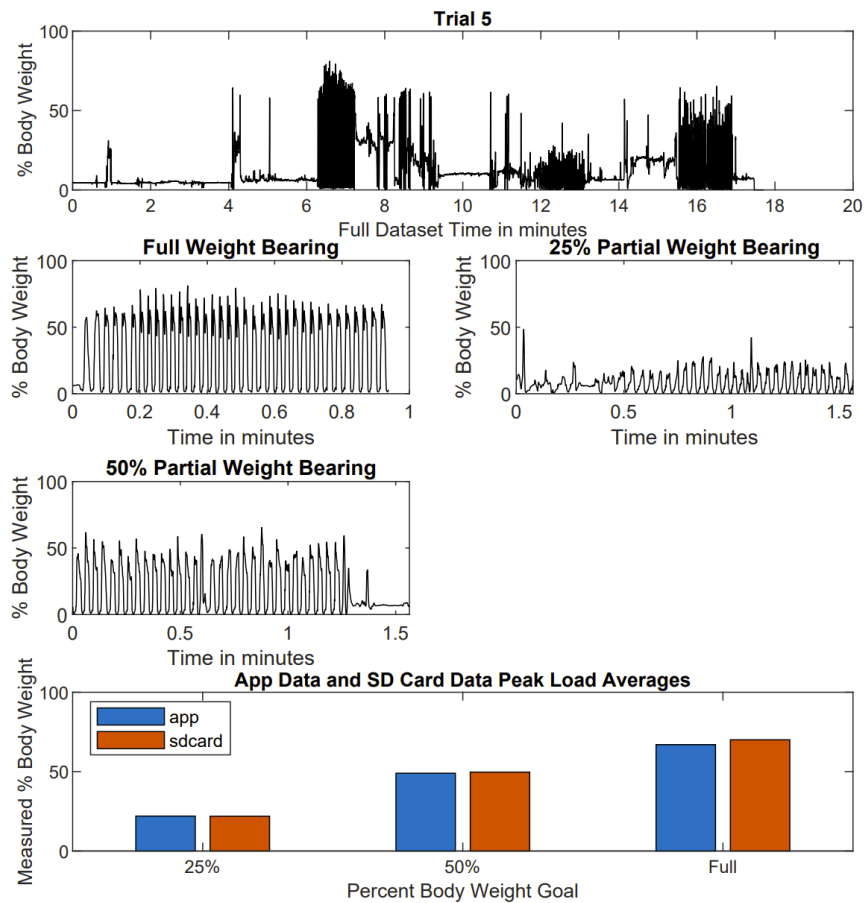 Trial 5
% Body Weight
100
50
0
0 2 4 6 8 10 12 14 16 18 20
Full Dataset Time in minutes
Full Weight Bearing
% Body Weight
100
50
0
0 0.2 0.4 0.6 0.8 1
Time in minutes
25% Partial Weight Bearing
% Body Weight
100
50
0
0 0.5 1 1.5
Time in minutes
50% Partial Weight Bearing
% Body Weight
100
50
0
0 0.5 1 1.5
Time in minutes
App Data and SD Card Data Peak Load Averages
Measured % Body Weight
100
50
0
app
sdcard
25% 50% Full
Percent Body Weight Goal